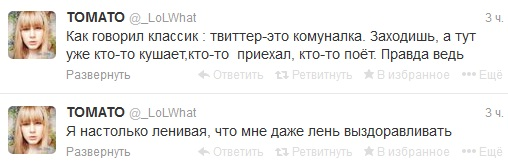 TOMATO @_LoLWhat 3 ч.
Как говорил классик : твиттер-это комуналка. Заходишь, а тут
уже кто-то кушает,кто-то приехал, кто-то поёт. Правда ведь
Развернуть Ответить Ретвитнуть В избранное Ещё
TOMATO @_LoLWhat 3 ч.
Я настолько ленивая, что мне даже лень выздоравливать
Развернуть Ответить Ретвитнуть В избранное Ещё